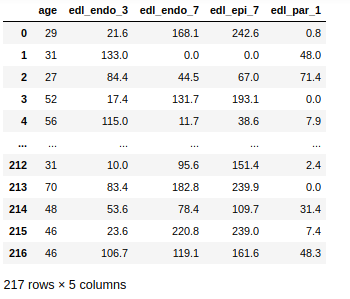 age edl_endo_3 edl_endo_7 edl_epi_7 edl_par_1
0 29 21.6 168.1 242.6 0.8
1 31 133.0 0.0 0.0 48.0
2 27 84.4 44.5 67.0 71.4
3 52 17.4 131.7 193.1 0.0
4 56 115.0 11.7 38.6 7.9
... ... ... ... ... ...
212 31 10.0 95.6 151.4 2.4
213 70 83.4 182.8 239.9 0.0
214 48 53.6 78.4 109.7 31.4
215 46 23.6 220.8 239.0 7.4
216 46 106.7 119.1 161.6 48.3
217 rows × 5 columns